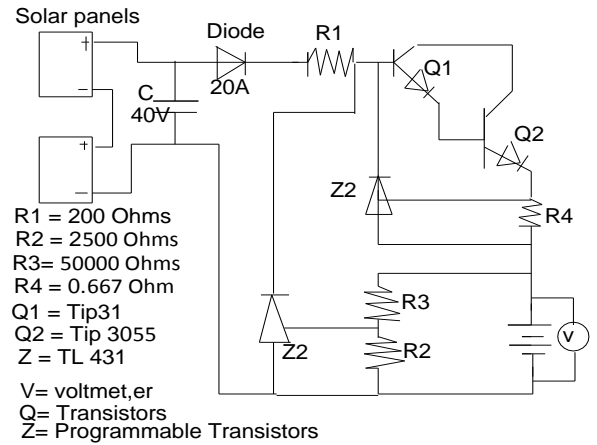 Solar panels
+
−
+
−
C
40V
Diode
20A
R1
Q1
Q2
Z2
R4
R3
R2
Z2
V
R1 = 200 Ohms
R2 = 2500 Ohms
R3= 50000 Ohms
R4 = 0.667 Ohm
Q1 = Tip31
Q2 = Tip 3055
Z = TL 431
V= voltmet,er
Q= Transistors
Z= Programmable Transistors